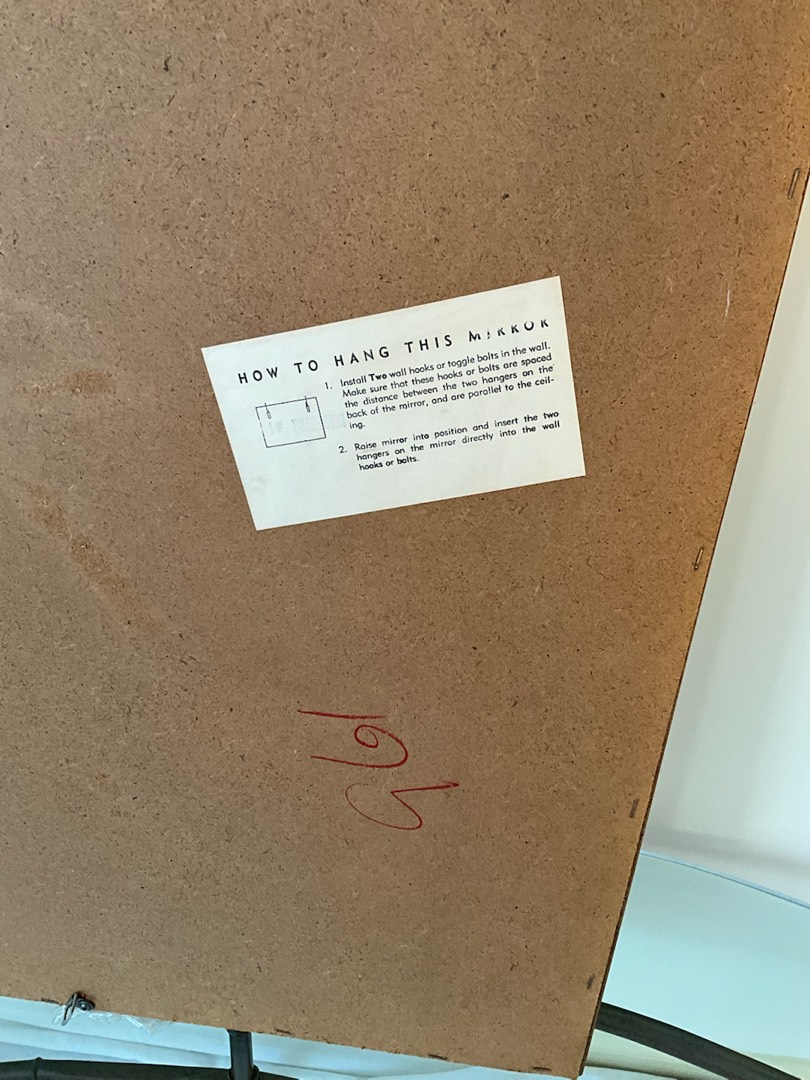 HOW TO HANG THIS MIRROR
1. Install Two wall hooks or toggle bolts in the wall.
Make sure that these hooks or bolts are spaced
the distance between the two hangers on the
back of the mirror, and are parallel to the ceil-
ing.
2. Raise mirror into position and insert the two
hangers on the mirror directly into the wall
hooks or bolts.